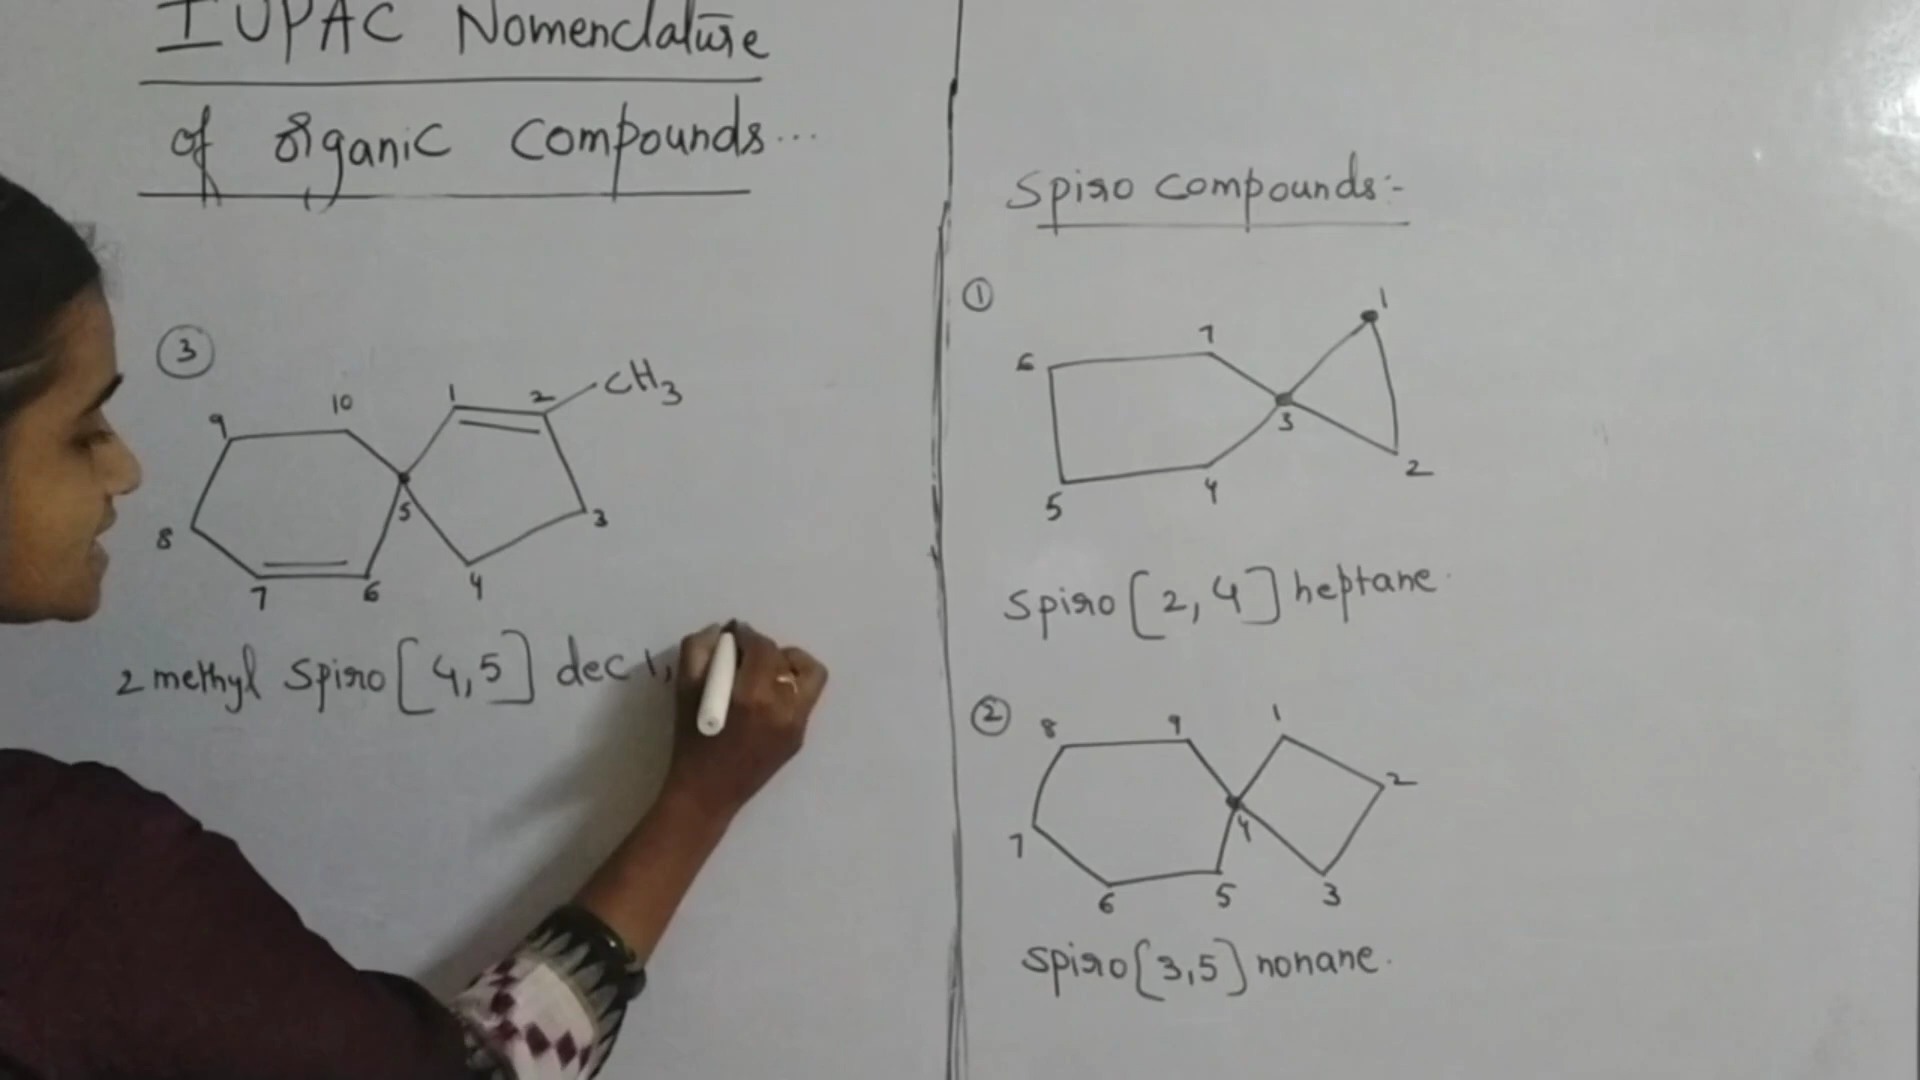 IUPAC Nomenclature
of organic compounds...
3
9 10 1 2 CH3
8 5 3
7 6 4
2 methyl spiro [4,5] dec 1,
Spiro compounds:-
1
1
6 7
3
5 4 2
spiro [2,4] heptane.
2
8 9 1
2
7 4
6 5 3
spiro [3,5] nonane.